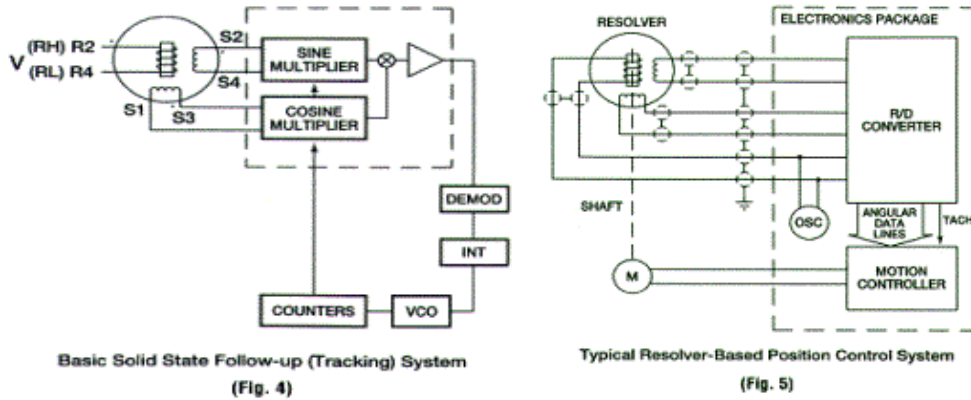 V (RH) R2
(RL) R4
S2
S4
S1
S3
SINE
MULTIPLIER
COSINE
MULTIPLIER
DEMOD
INT
VCO
COUNTERS
Basic Solid State Follow-up (Tracking) System
(Fig. 4)
RESOLVER
ELECTRONICS PACKAGE
R/D
CONVERTER
SHAFT
OSC
ANGULAR
DATA
LINES
TACH
M
MOTION
CONTROLLER
Typical Resolver-Based Position Control System
(Fig. 5)